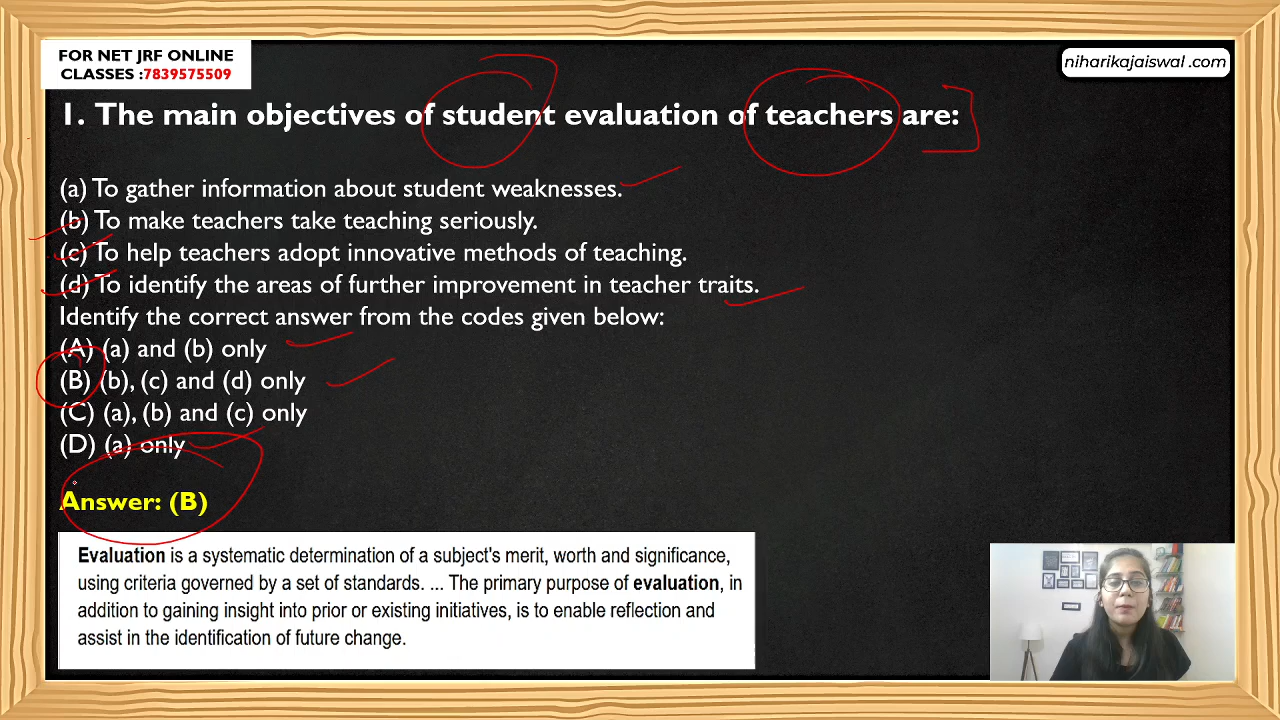 FOR NET JRF ONLINE
CLASSES :7839575509
niharikajaiswal .com
1. The main objectives of student evaluation of teachers are:
(a) To gather information about student weaknesses.
(b) To make teachers take teaching seriously.
(c) To help teachers adopt innovative methods of teaching.
(d) To identify the areas of further improvement in teacher traits.
Identify the correct answer from the codes given below:
(A) (a) and (b) only
(B) (b), (c) and (d) only
(C) (a), (b) and (c) only
(D) (a) only
Answer: (B)
Evaluation is a systematic determination of a subject's merit, worth and significance,
using criteria governed by a set of standards. ... The primary purpose of evaluation, in
addition to gaining insight into prior or existing initiatives, is to enable reflection and
assist in the identification of future change.